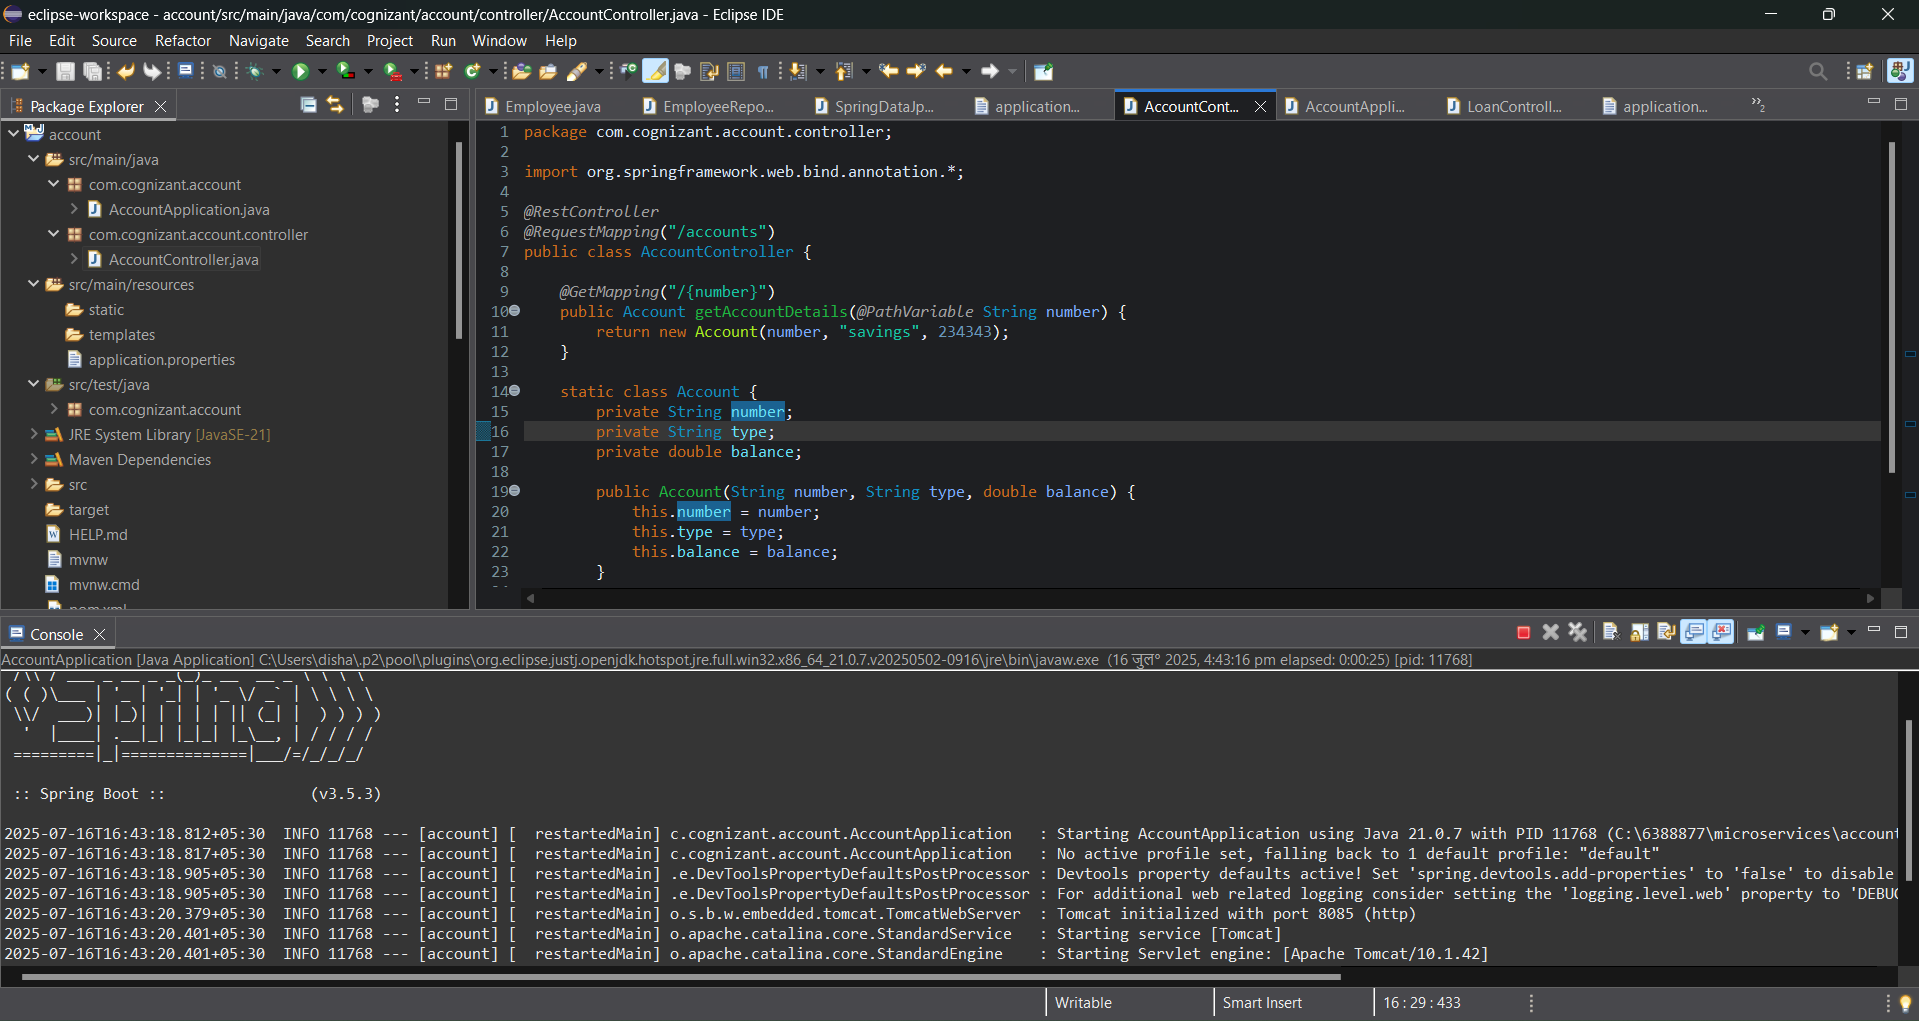 eclipse-workspace - account/src/main/java/com/cognizant/account/controller/AccountController.java - Eclipse IDE
File Edit Source Refactor Navigate Search Project Run Window Help
Package Explorer
account
src/main/java
com.cognizant.account
AccountApplication.java
com.cognizant.account.controller
AccountController.java
src/main/resources
static
templates
application.properties
src/test/java
com.cognizant.account
JRE System Library [JavaSE-21]
Maven Dependencies
src
target
HELP.md
mvnw
mvnw.cmd
pom.xml
Employee.java EmployeeRepo... SpringDataJp... application... AccountCont... AccountAppli... LoanControll... application... »2
1 package com.cognizant.account.controller;
2
3 import org.springframework.web.bind.annotation.*;
4
5 @RestController
6 @RequestMapping("/accounts")
7 public class AccountController {
8
9 @GetMapping("/{number}")
10 public Account getAccountDetails(@PathVariable String number) {
11 return new Account(number, "savings", 234343);
12 }
13
14 static class Account {
15 private String number;
16 private String type;
17 private double balance;
18
19 public Account(String number, String type, double balance) {
20 this.number = number;
21 this.type = type;
22 this.balance = balance;
23 }
Console
AccountApplication [Java Application] C:\Users\disha\.p2\pool\plugins\org.eclipse.justj.openjdk.hotspot.jre.full.win32.x86_64_21.0.7.v20250502-0916\jre\bin\javaw.exe (16 जुल॰ 2025, 4:43:16 pm elapsed: 0:00:25) [pid: 11768]
:: Spring Boot :: (v3.5.3)
2025-07-16T16:43:18.812+05:30 INFO 11768 --- [account] [ restartedMain] c.cognizant.account.AccountApplication : Starting AccountApplication using Java 21.0.7 with PID 11768 (C:\6388877\microservices\account
2025-07-16T16:43:18.817+05:30 INFO 11768 --- [account] [ restartedMain] c.cognizant.account.AccountApplication : No active profile set, falling back to 1 default profile: "default"
2025-07-16T16:43:18.905+05:30 INFO 11768 --- [account] [ restartedMain] .e.DevToolsPropertyDefaultsPostProcessor : Devtools property defaults active! Set 'spring.devtools.add-properties' to 'false' to disable
2025-07-16T16:43:18.905+05:30 INFO 11768 --- [account] [ restartedMain] .e.DevToolsPropertyDefaultsPostProcessor : For additional web related logging consider setting the 'logging.level.web' property to 'DEBUG
2025-07-16T16:43:20.379+05:30 INFO 11768 --- [account] [ restartedMain] o.s.b.w.embedded.tomcat.TomcatWebServer : Tomcat initialized with port 8085 (http)
2025-07-16T16:43:20.401+05:30 INFO 11768 --- [account] [ restartedMain] o.apache.catalina.core.StandardService : Starting service [Tomcat]
2025-07-16T16:43:20.401+05:30 INFO 11768 --- [account] [ restartedMain] o.apache.catalina.core.StandardEngine : Starting Servlet engine: [Apache Tomcat/10.1.42]
Writable Smart Insert 16 : 29 : 433